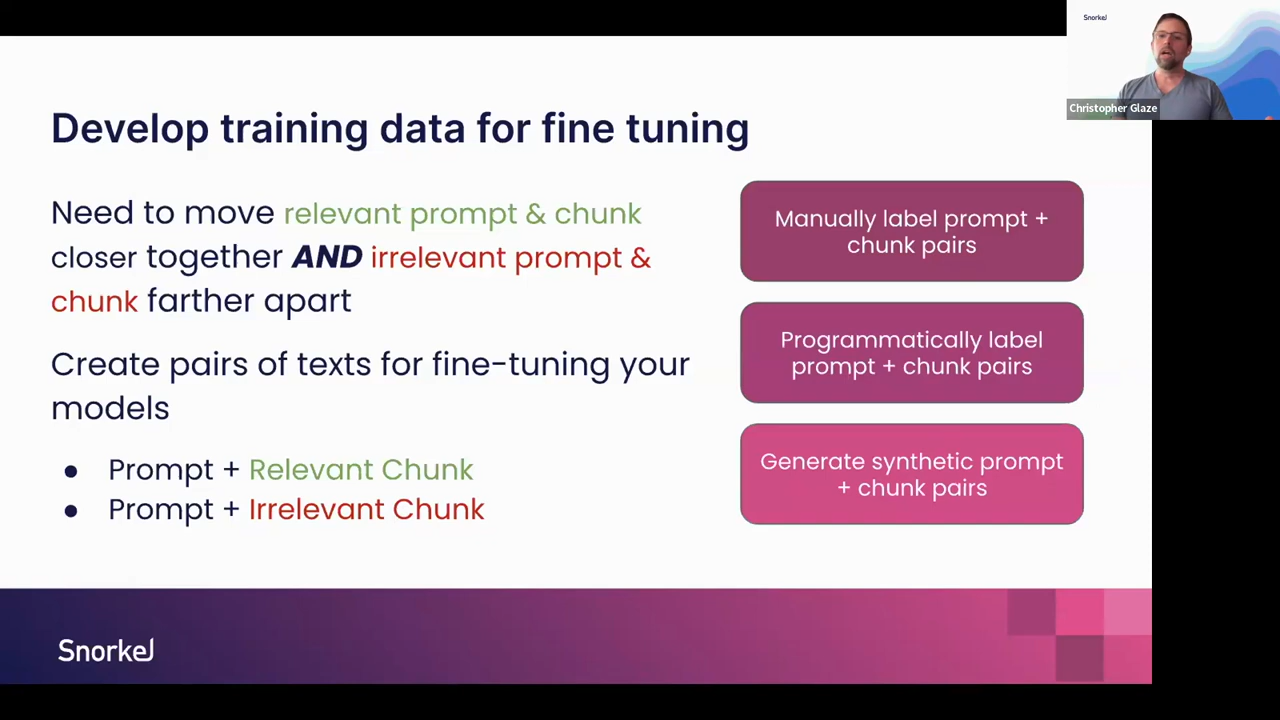 Snorkel
Christopher Glaze
Develop training data for fine tuning
Need to move relevant prompt & chunk
closer together AND irrelevant prompt &
chunk farther apart
Create pairs of texts for fine-tuning your
models
● Prompt + Relevant Chunk
● Prompt + Irrelevant Chunk
Manually label prompt +
chunk pairs
Programmatically label
prompt + chunk pairs
Generate synthetic prompt
+ chunk pairs
Snorkel